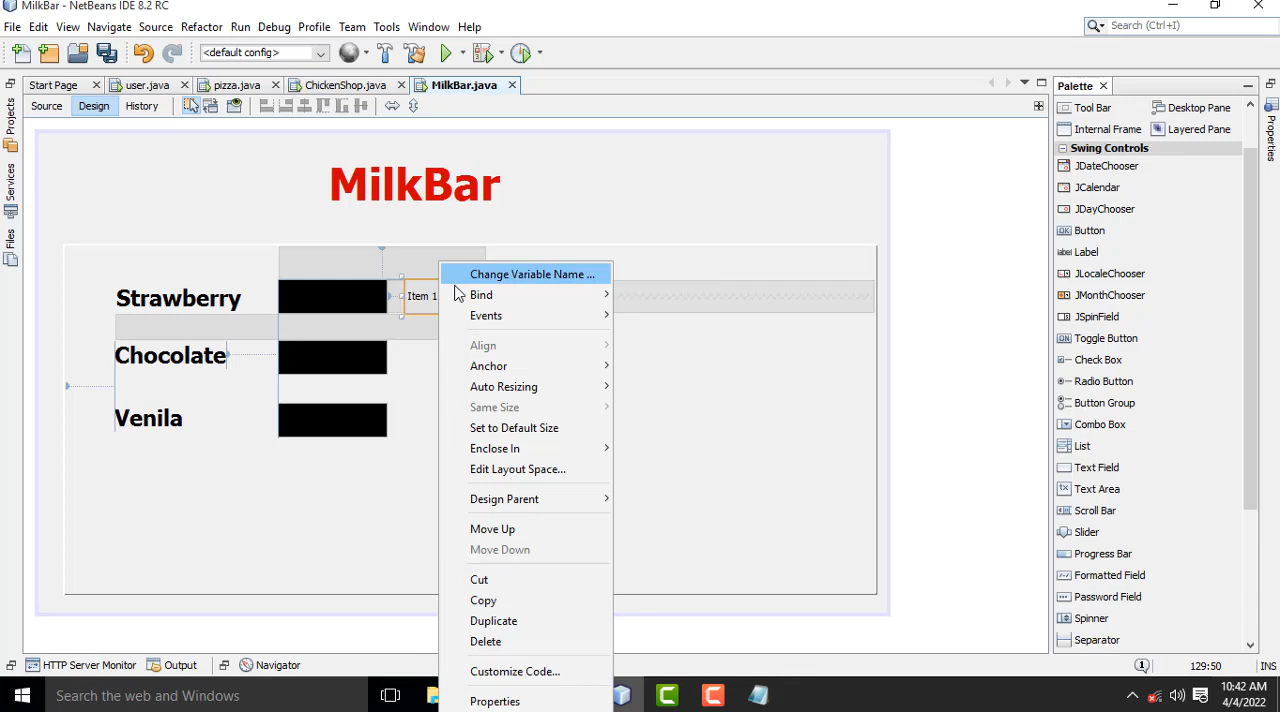 MilkBar - NetBeans IDE 8.2 RC
File Edit View Navigate Source Refactor Run Debug Profile Team Tools Window Help
Search (Ctrl+I)
<default config>
Start Page user.java pizza.java ChickenShop.java MilkBar.java
Source Design History
Projects
Services
Files
MilkBar
Strawberry
Item 1
Chocolate
Venila
Change Variable Name ...
Bind
Events
Align
Anchor
Auto Resizing
Same Size
Set to Default Size
Enclose In
Edit Layout Space...
Design Parent
Move Up
Move Down
Cut
Copy
Duplicate
Delete
Customize Code...
Properties
Palette
Tool Bar Desktop Pane
Internal Frame Layered Pane
Swing Controls
JDateChooser
JCalendar
JDayChooser
OK Button
label Label
JLocaleChooser
JMonthChooser
JSpinField
Toggle Button
Check Box
Radio Button
Button Group
Combo Box
List
Text Field
Text Area
Scroll Bar
Slider
Progress Bar
Formatted Field
Password Field
Spinner
Separator
Properties
HTTP Server Monitor Output Navigator
1 129:50 INS
Search the web and Windows
10:42 AM
4/4/2022